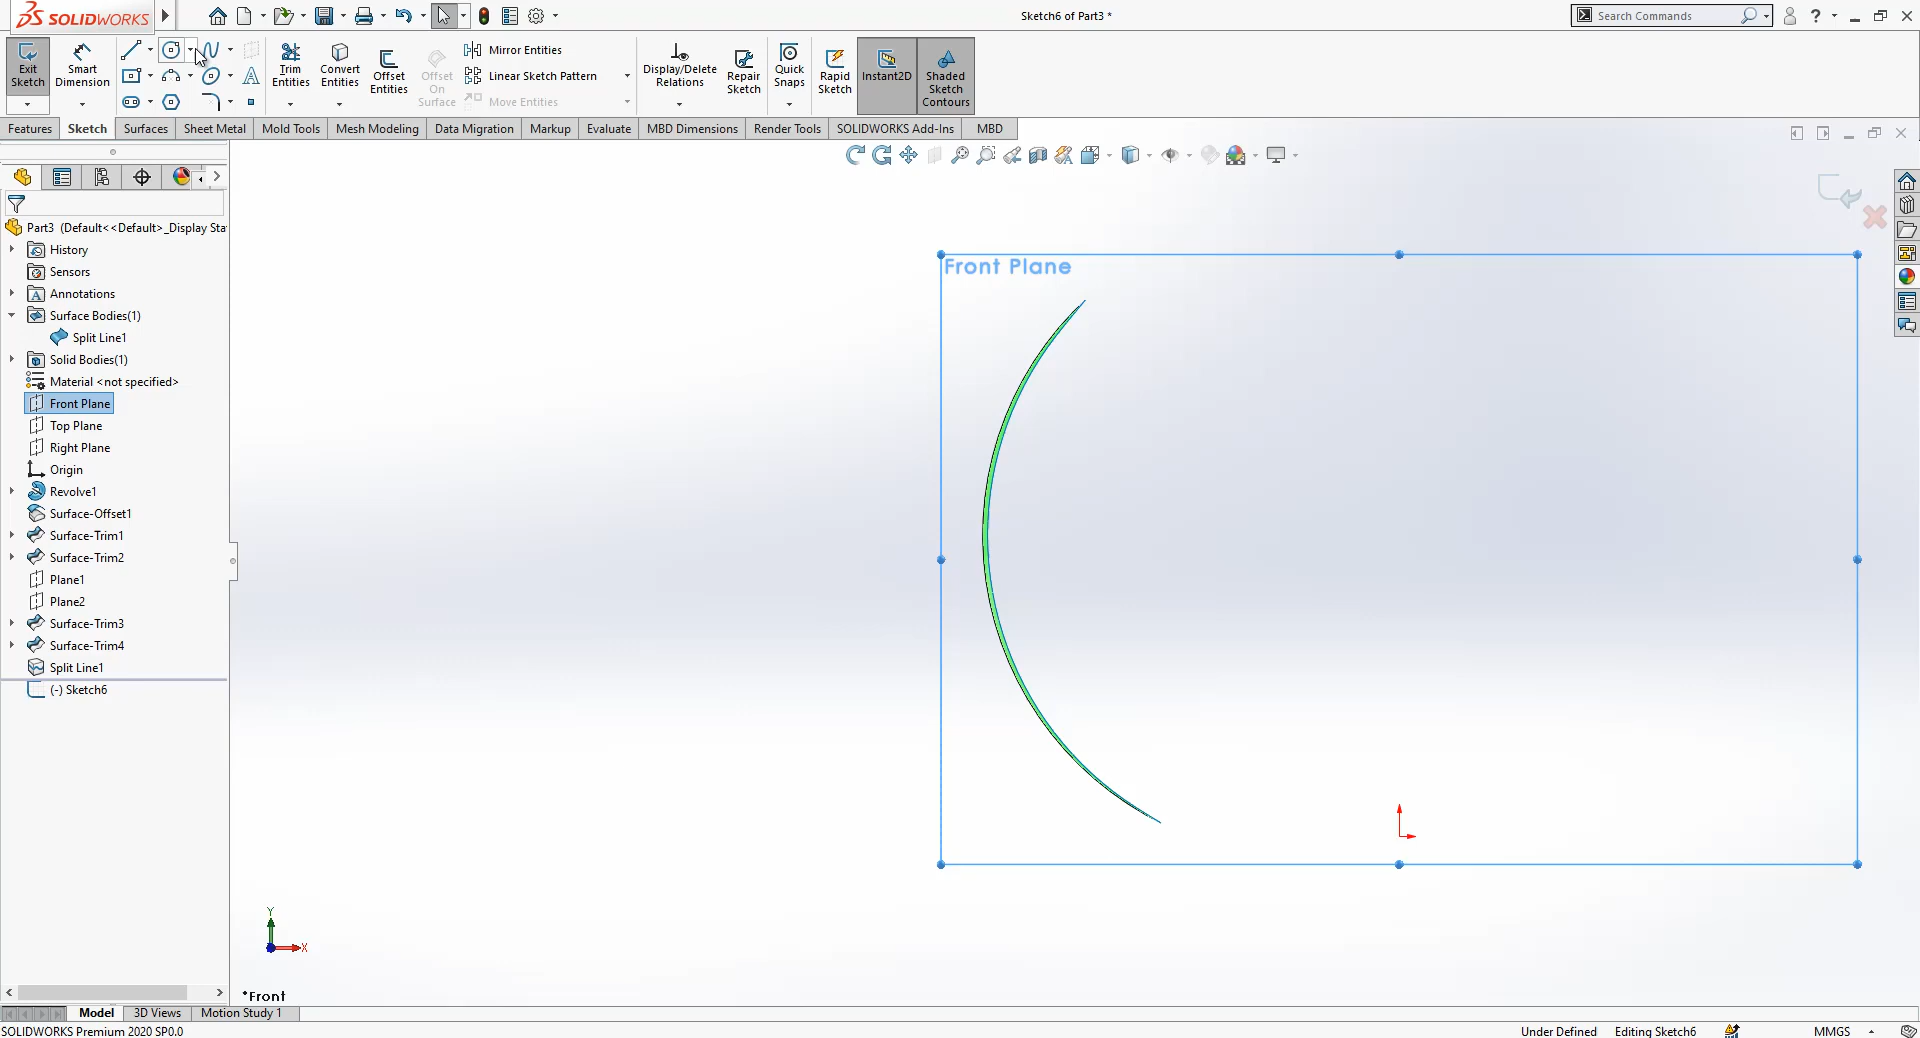 SOLIDWORKS
Sketch6 of Part3 *
Search Commands
?
Exit Sketch
Smart Dimension
Trim Entities
Convert Entities
Offset Entities
Offset On Surface
Mirror Entities
Linear Sketch Pattern
Move Entities
Display/Delete Relations
Repair Sketch
Quick Snaps
Rapid Sketch
Instant2D
Shaded Sketch Contours
Features
Sketch
Surfaces
Sheet Metal
Mold Tools
Mesh Modeling
Data Migration
Markup
Evaluate
MBD Dimensions
Render Tools
SOLIDWORKS Add-Ins
MBD
Part3 (Default<<Default>_Display Sta
History
Sensors
Annotations
Surface Bodies(1)
Split Line1
Solid Bodies(1)
Material <not specified>
Front Plane
Top Plane
Right Plane
Origin
Revolve1
Surface-Offset1
Surface-Trim1
Surface-Trim2
Plane1
Plane2
Surface-Trim3
Surface-Trim4
Split Line1
(-) Sketch6
Front Plane
Y
X
*Front
Model
3D Views
Motion Study 1
SOLIDWORKS Premium 2020 SP0.0
Under Defined
Editing Sketch6
MMGS